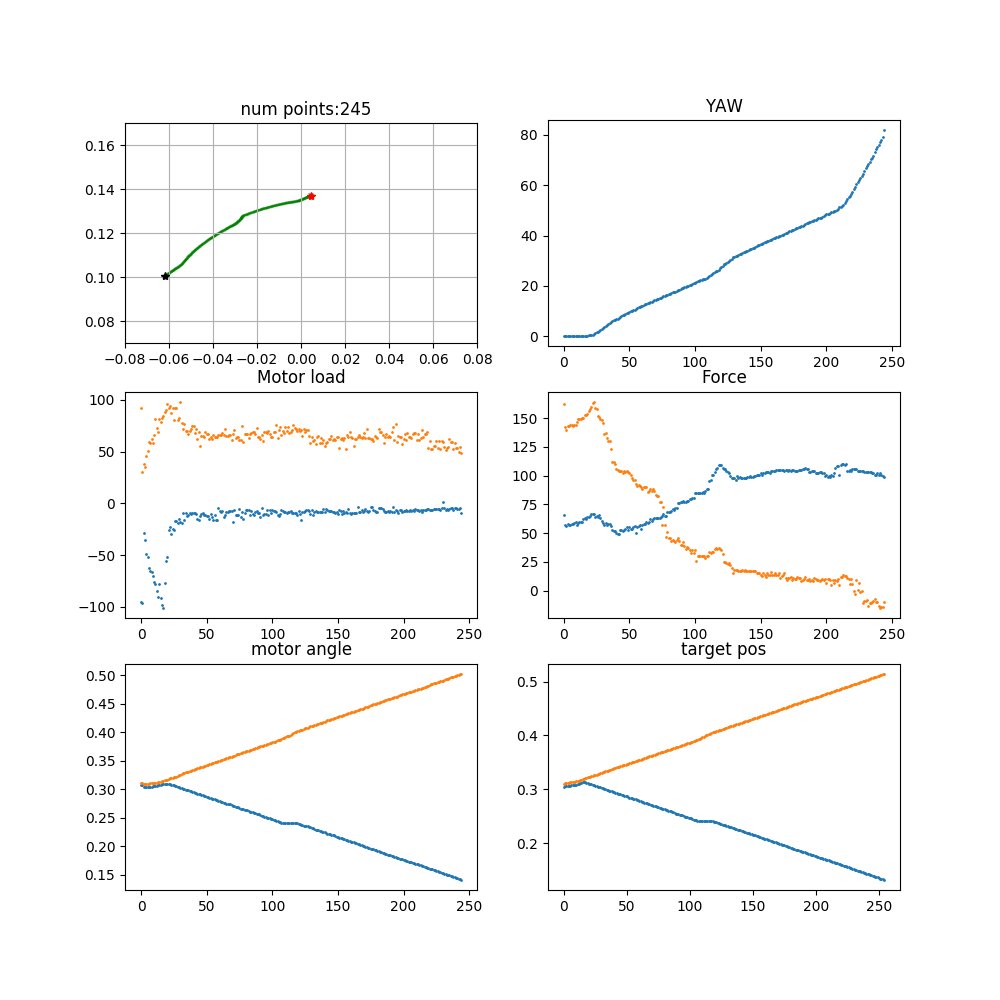 num points:245
YAW
0.16
0.14
0.12
0.10
0.08
−0.08 −0.06 −0.04 −0.02 0.00 0.02 0.04 0.06 0.08
80
60
40
20
0
0 50 100 150 200 250
Motor load
Force
100
50
0
−50
−100
0 50 100 150 200 250
150
125
100
75
50
25
0
0 50 100 150 200 250
motor angle
target pos
0.50
0.45
0.40
0.35
0.30
0.25
0.20
0.15
0 50 100 150 200 250
0.5
0.4
0.3
0.2
0 50 100 150 200 250